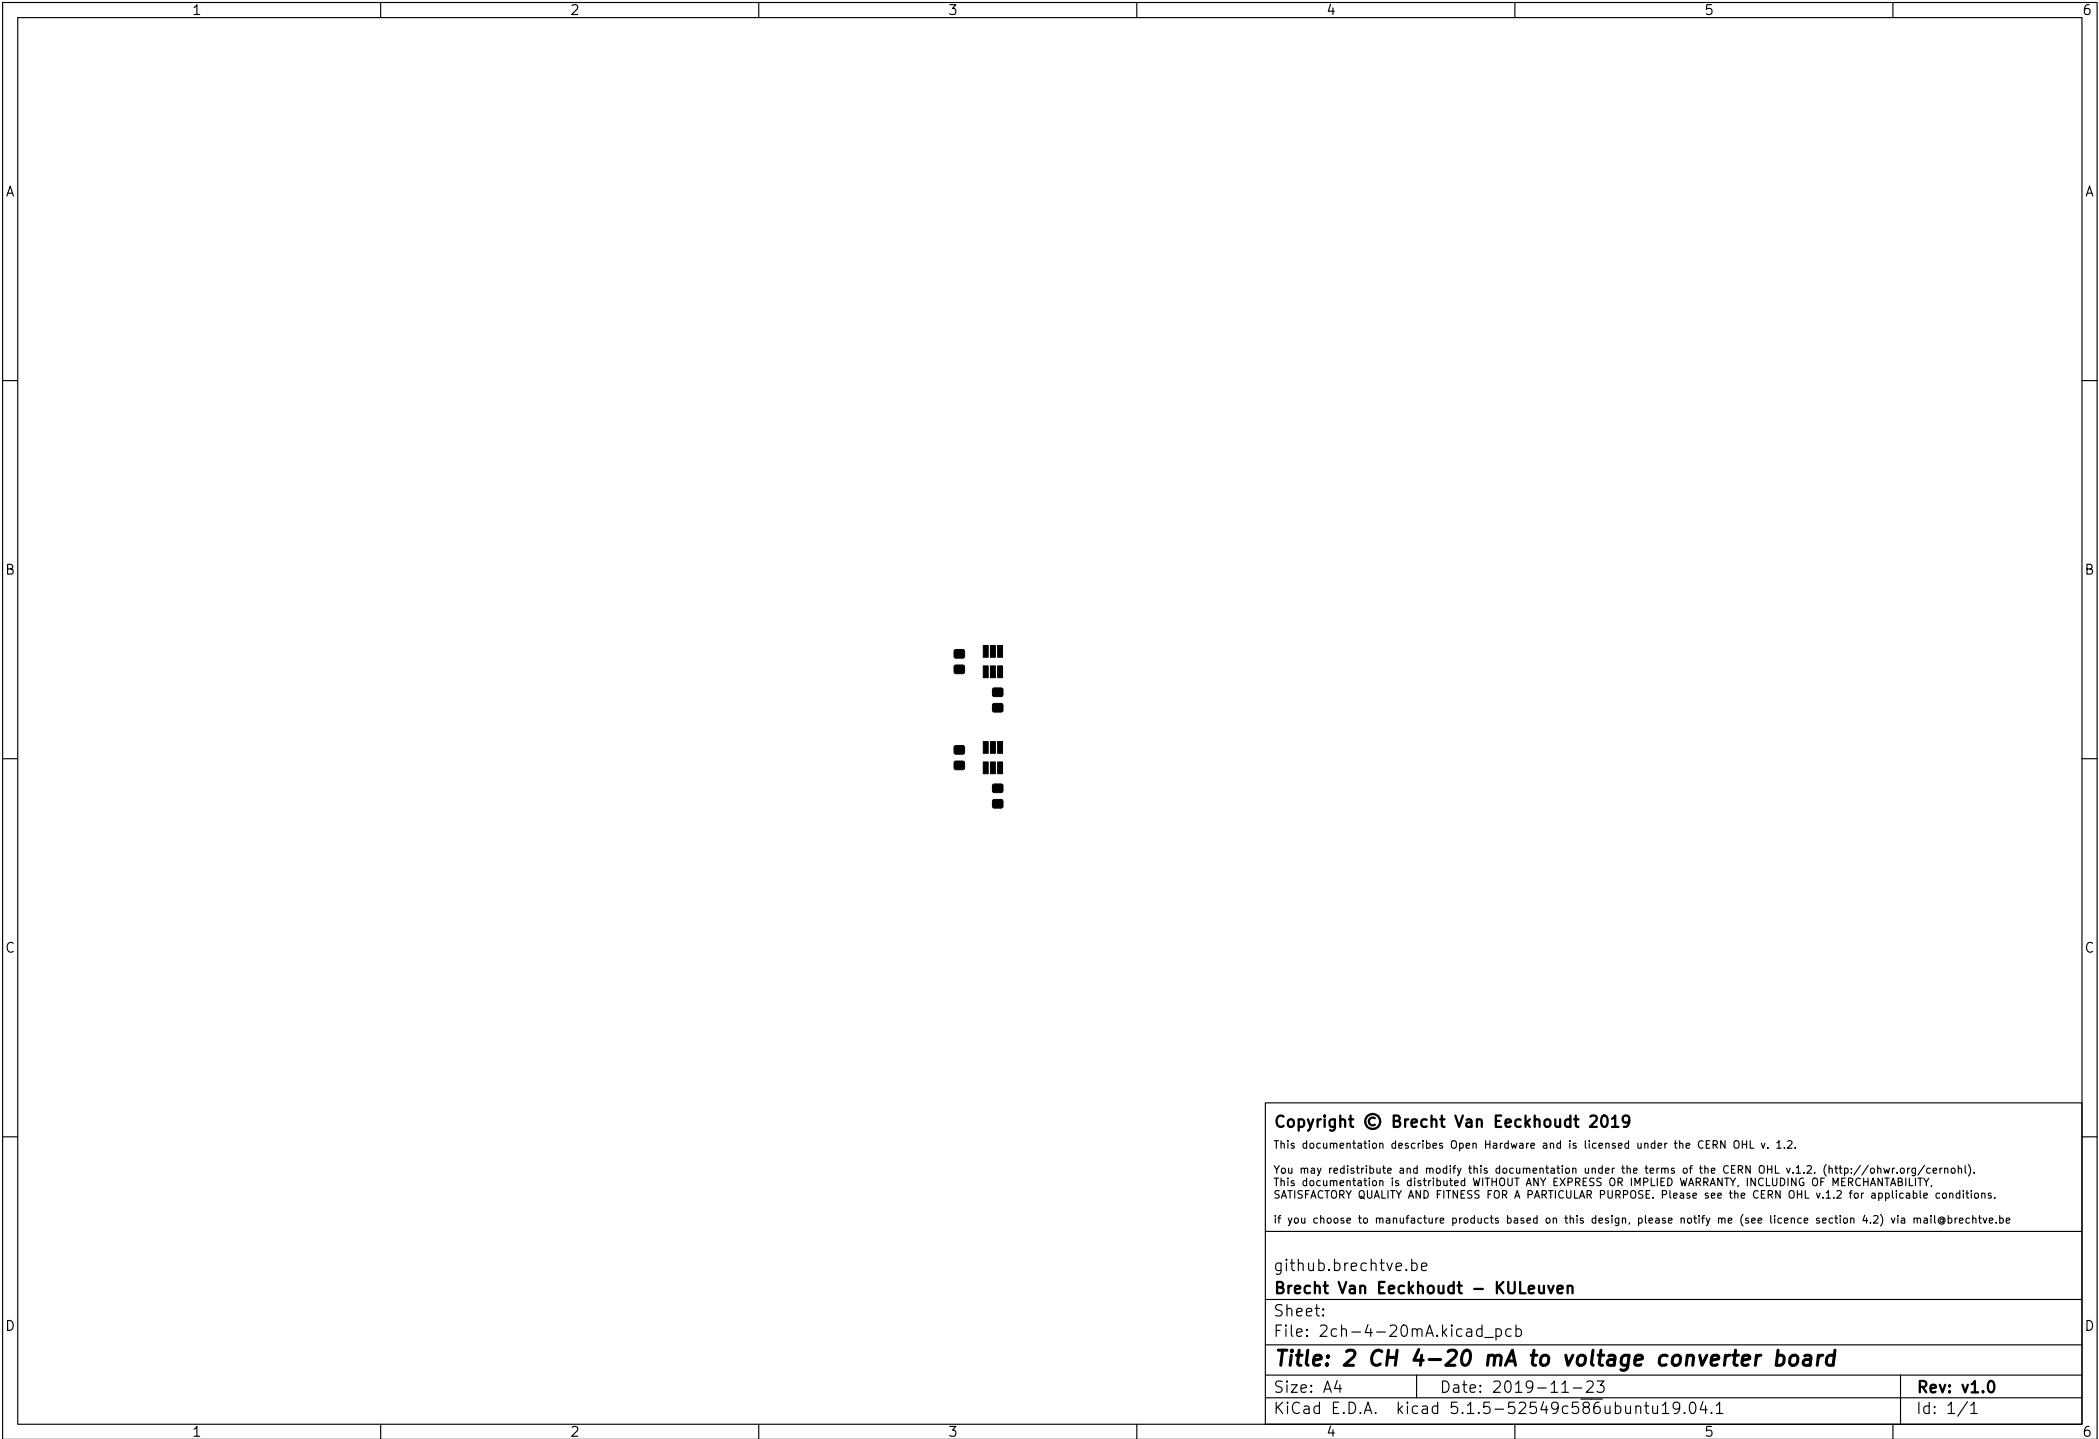 1 2 3 4 5 6
A A
B B
C C
D D
Copyright © Brecht Van Eeckhoudt 2019
This documentation describes Open Hardware and is licensed under the CERN OHL v. 1.2.
You may redistribute and modify this documentation under the terms of the CERN OHL v.1.2. (http://ohwr.org/cernohl).
This documentation is distributed WITHOUT ANY EXPRESS OR IMPLIED WARRANTY, INCLUDING OF MERCHANTABILITY,
SATISFACTORY QUALITY AND FITNESS FOR A PARTICULAR PURPOSE. Please see the CERN OHL v.1.2 for applicable conditions.
if you choose to manufacture products based on this design, please notify me (see licence section 4.2) via mail@brechtve.be
github.brechtve.be
Brecht Van Eeckhoudt – KULeuven
Sheet:
File: 2ch–4–20mA.kicad_pcb
Title: 2 CH 4–20 mA to voltage converter board
Size: A4 Date: 2019–11–23 Rev: v1.0
KiCad E.D.A. kicad 5.1.5–52549c586ubuntu19.04.1 Id: 1/1
1 2 3 4 5 6